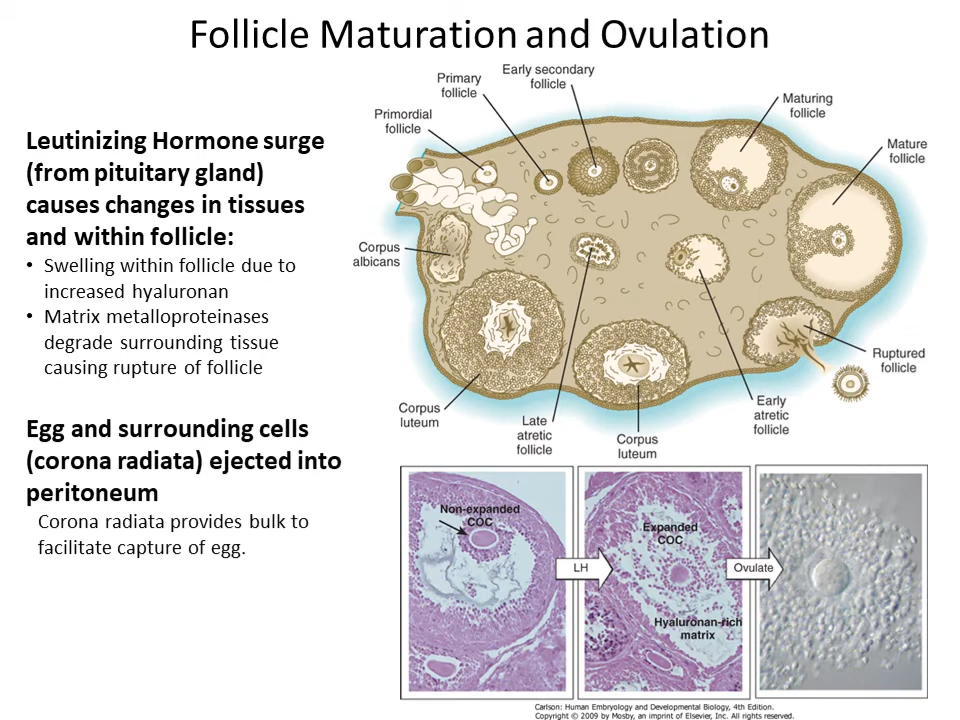 Follicle Maturation and Ovulation
Leutinizing Hormone surge
(from pituitary gland)
causes changes in tissues
and within follicle:
• Swelling within follicle due to
increased hyaluronan
• Matrix metalloproteinases
degrade surrounding tissue
causing rupture of follicle
Egg and surrounding cells
(corona radiata) ejected into
peritoneum
Corona radiata provides bulk to
facilitate capture of egg.
Early secondary
follicle
Primary
follicle
Primordial
follicle
Maturing
follicle
Mature
follicle
Corpus
albicans
Ruptured
follicle
Corpus
luteum
Late
atretic
follicle
Corpus
luteum
Early
atretic
follicle
Non-expanded
COC
LH
Expanded
COC
Hyaluronan-rich
matrix
Ovulate
Carlson: Human Embryology and Developmental Biology, 4th Edition.
Copyright © 2009 by Mosby, an imprint of Elsevier, Inc. All rights reserved.